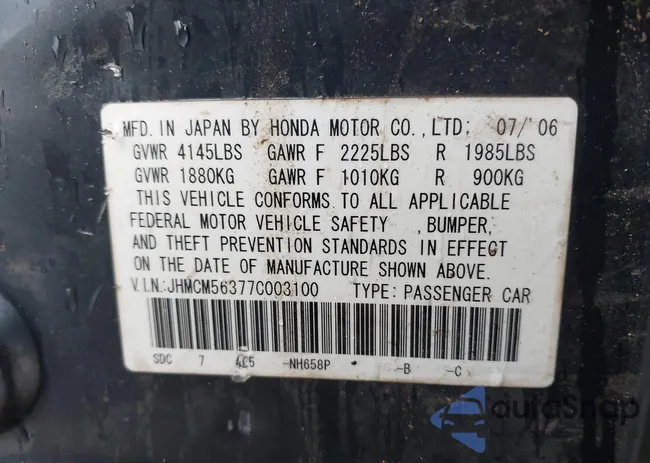 MFD. IN JAPAN BY HONDA MOTOR CO., LTD; 07/'06
GVWR 4145LBS GAWR F 2225LBS R 1985LBS
GVWR 1880KG GAWR F 1010KG R 900KG
THIS VEHICLE CONFORMS TO ALL APPLICABLE
FEDERAL MOTOR VEHICLE SAFETY , BUMPER,
AND THEFT PREVENTION STANDARDS IN EFFECT
ON THE DATE OF MANUFACTURE SHOWN ABOVE.
V.I.N.:JHMCM56377C003100 TYPE: PASSENGER CAR
SDC 7 4E5 -NH658P * -B -C
autoSnap